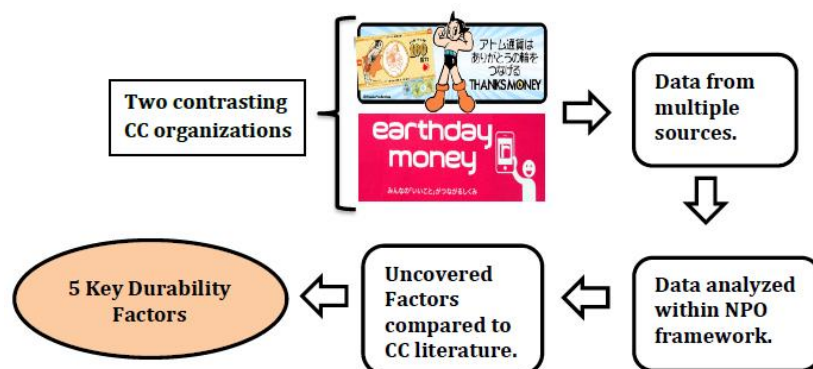 Two contrasting
CC organizations
100
アトム通貨は
ありがとうの輪を
つなげる
THANKS MONEY
earthday
money
みんなの「いいこと」がつながるしくみ
Data from
multiple
sources.
Data analyzed
within NPO
framework.
Uncovered
Factors
compared to
CC literature.
5 Key Durability
Factors